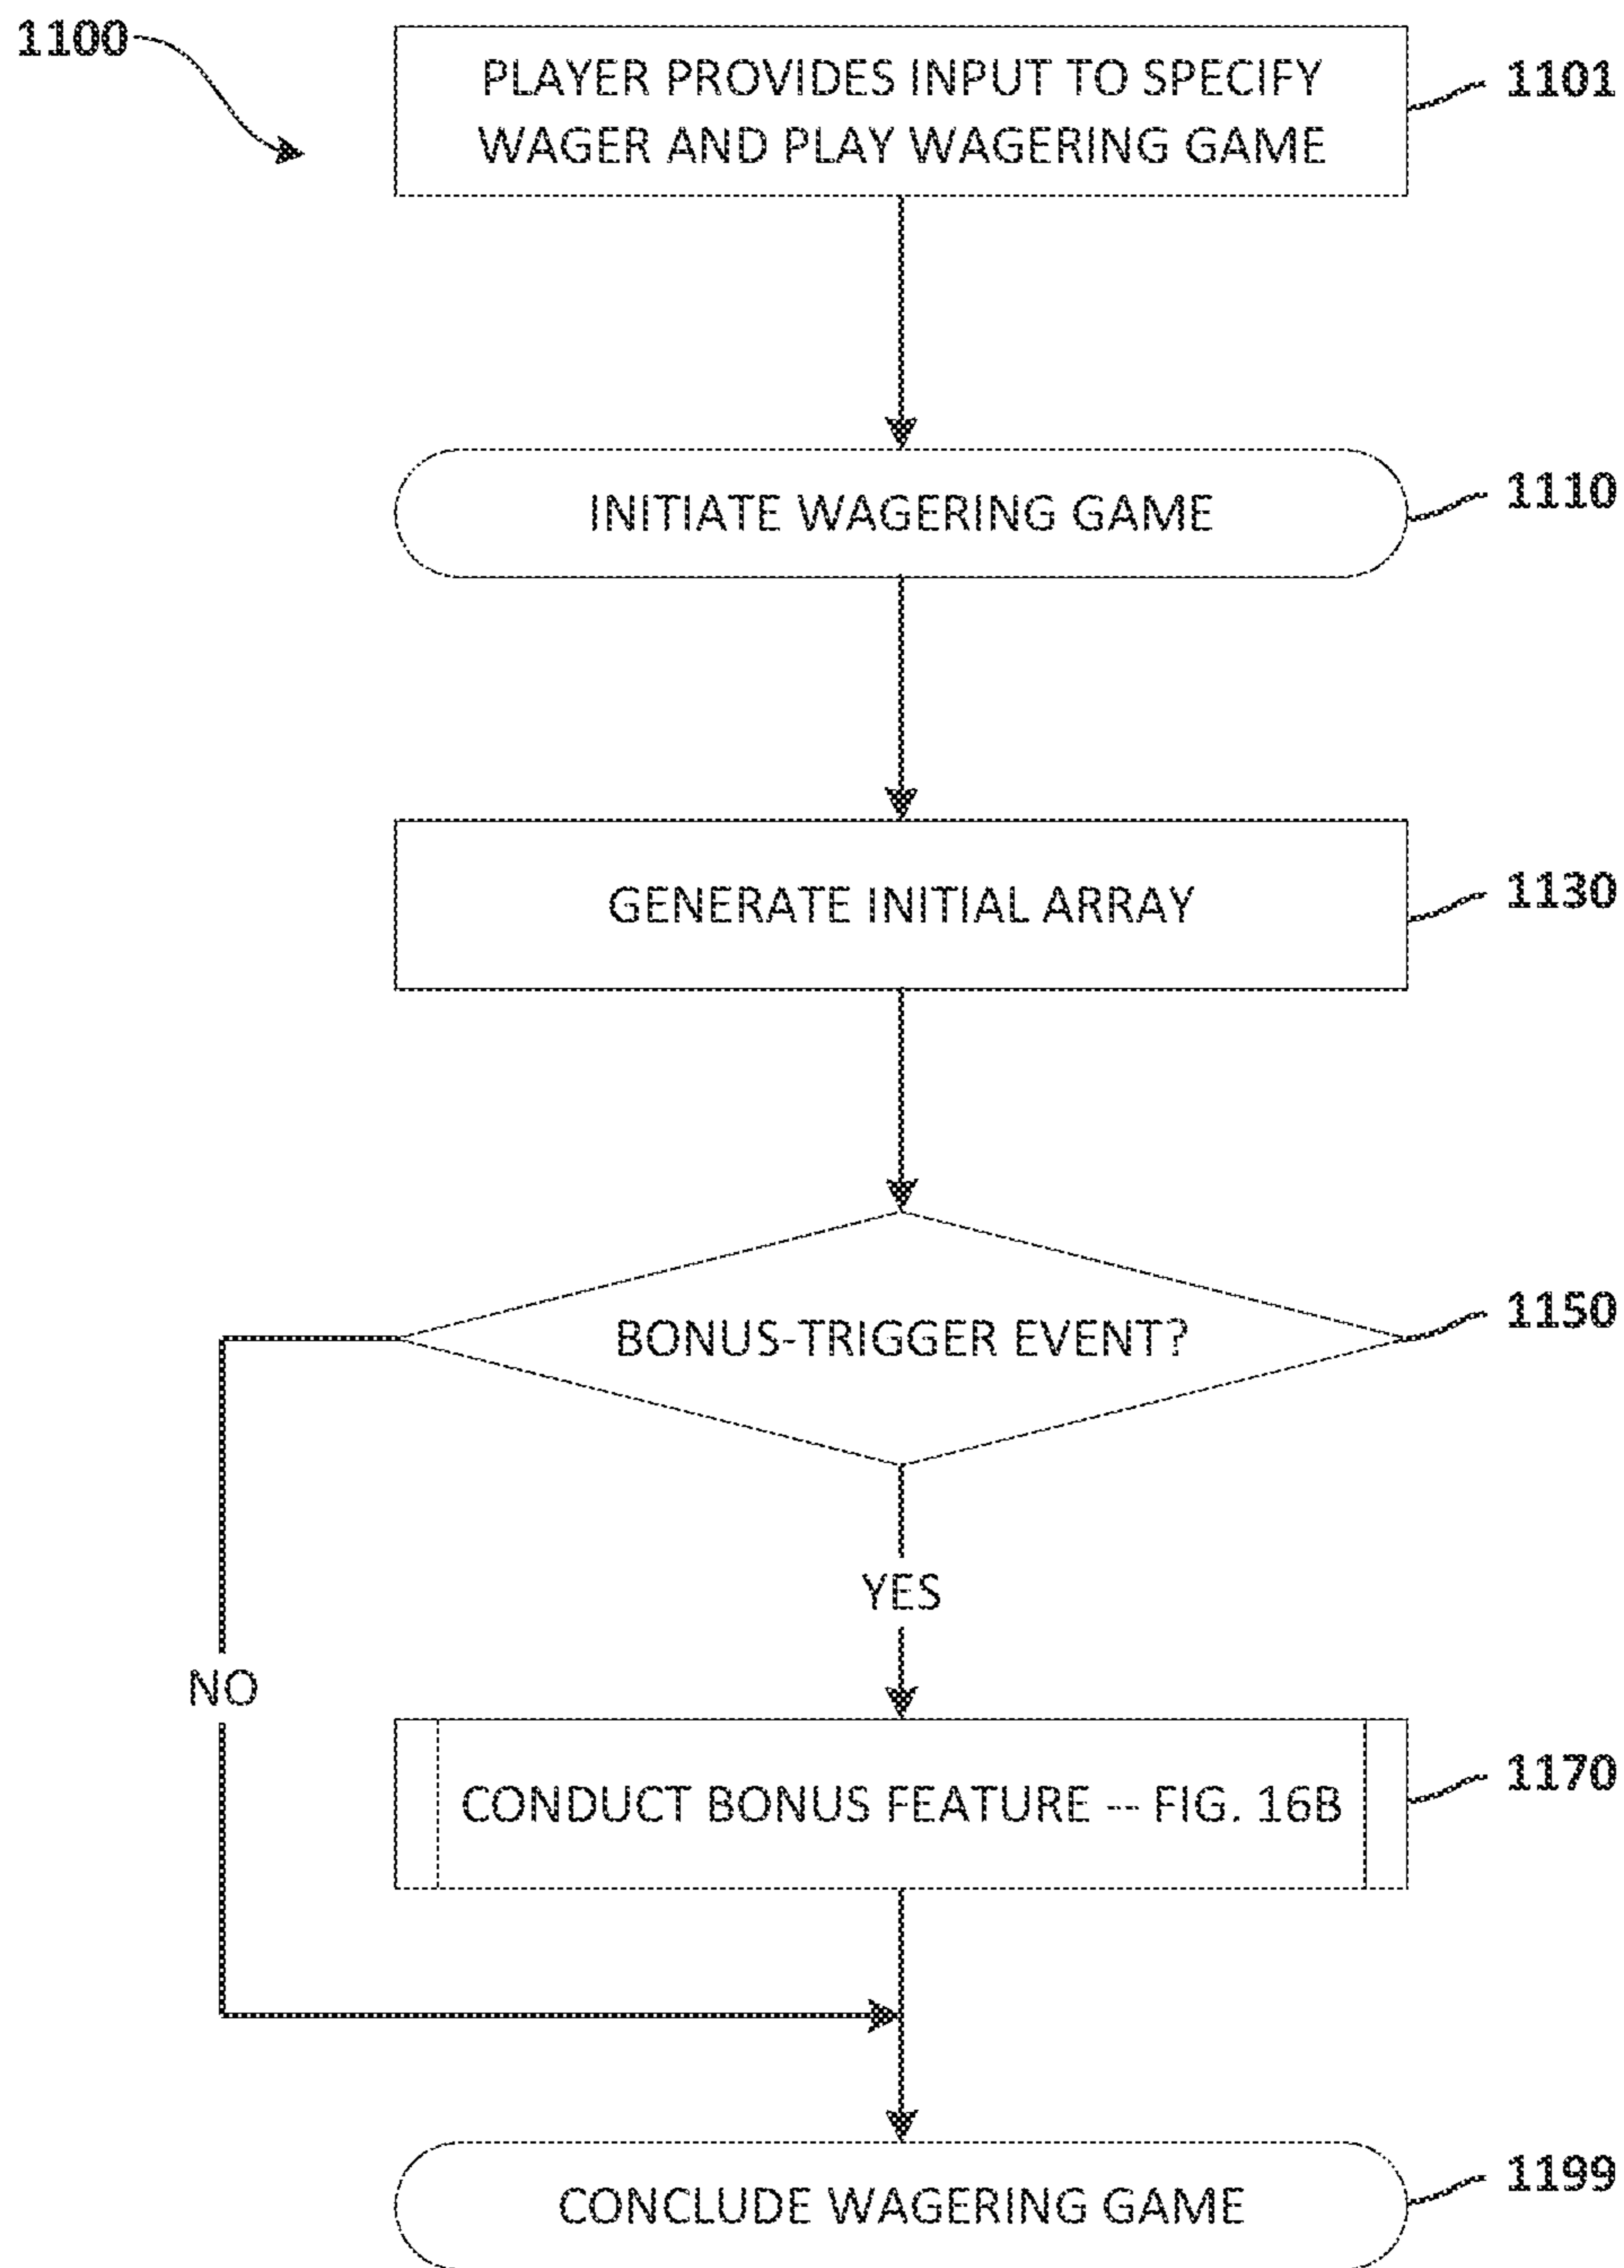 1100
PLAYER PROVIDES INPUT TO SPECIFY
WAGER AND PLAY WAGERING GAME
1101
INITIATE WAGERING GAME
1110
GENERATE INITIAL ARRAY
1130
BONUS-TRIGGER EVENT?
1150
YES
NO
CONDUCT BONUS FEATURE -- FIG. 16B
1170
CONCLUDE WAGERING GAME
1199